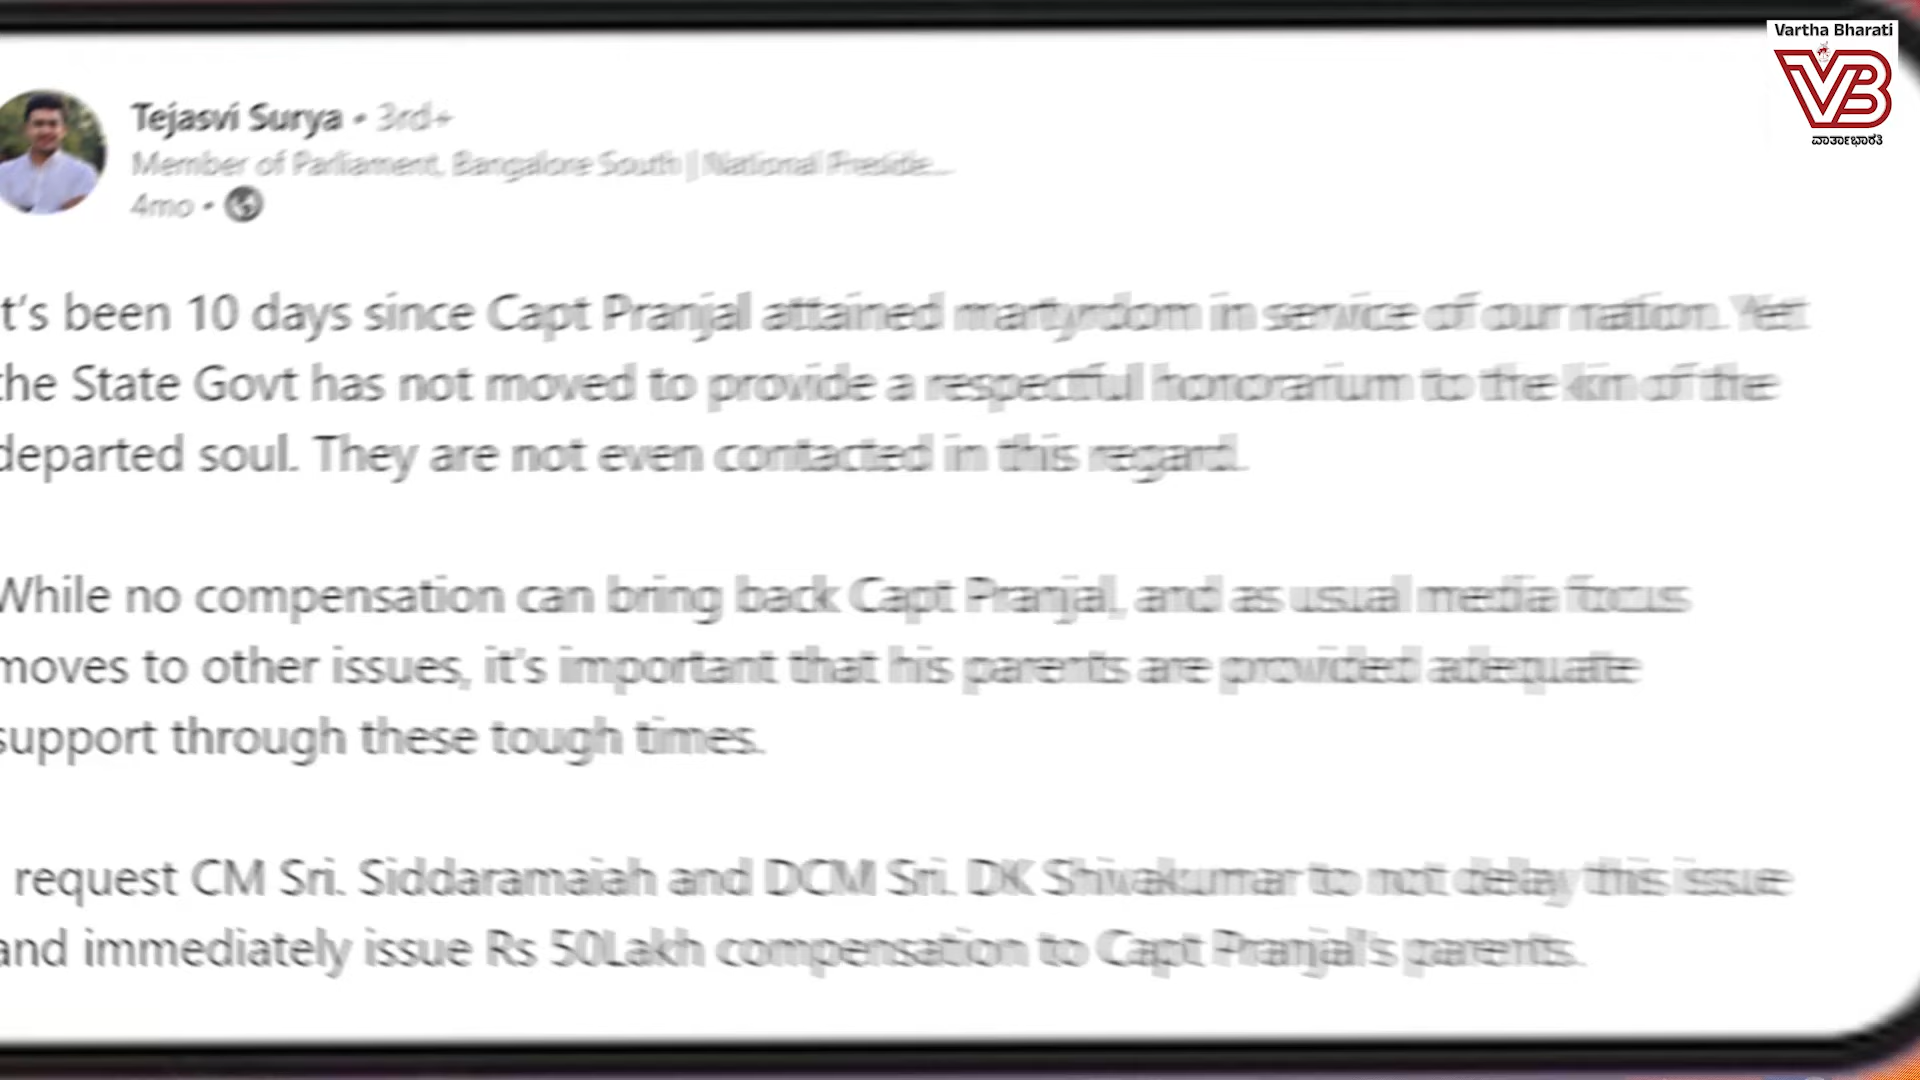 Vartha Bharati
VB
ವಾರ್ತಾಭಾರತಿ
Tejasvi Surya • 3rd+
Member of Parliament, Bangalore South | National Preside...
4mo •
t's been 10 days since Capt Pranjal attained martyrdom in service of our nation. Yet
the State Govt has not moved to provide a respectful honorarium to the kin of the
departed soul. They are not even contacted in this regard.
While no compensation can bring back Capt Pranjal, and as usual media focus
moves to other issues, it's important that his parents are provided adequate
support through these tough times.
request CM Sri. Siddaramaiah and DCM Sri. DK Shivakumar to not delay this issue
and immediately issue Rs 50Lakh compensation to Capt Pranjal's parents.